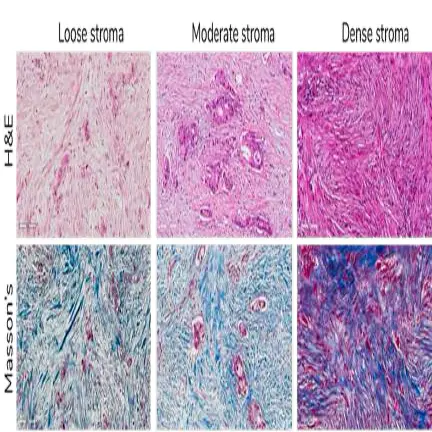 Loose stroma
Moderate stroma
Dense stroma
H&E
Masson's